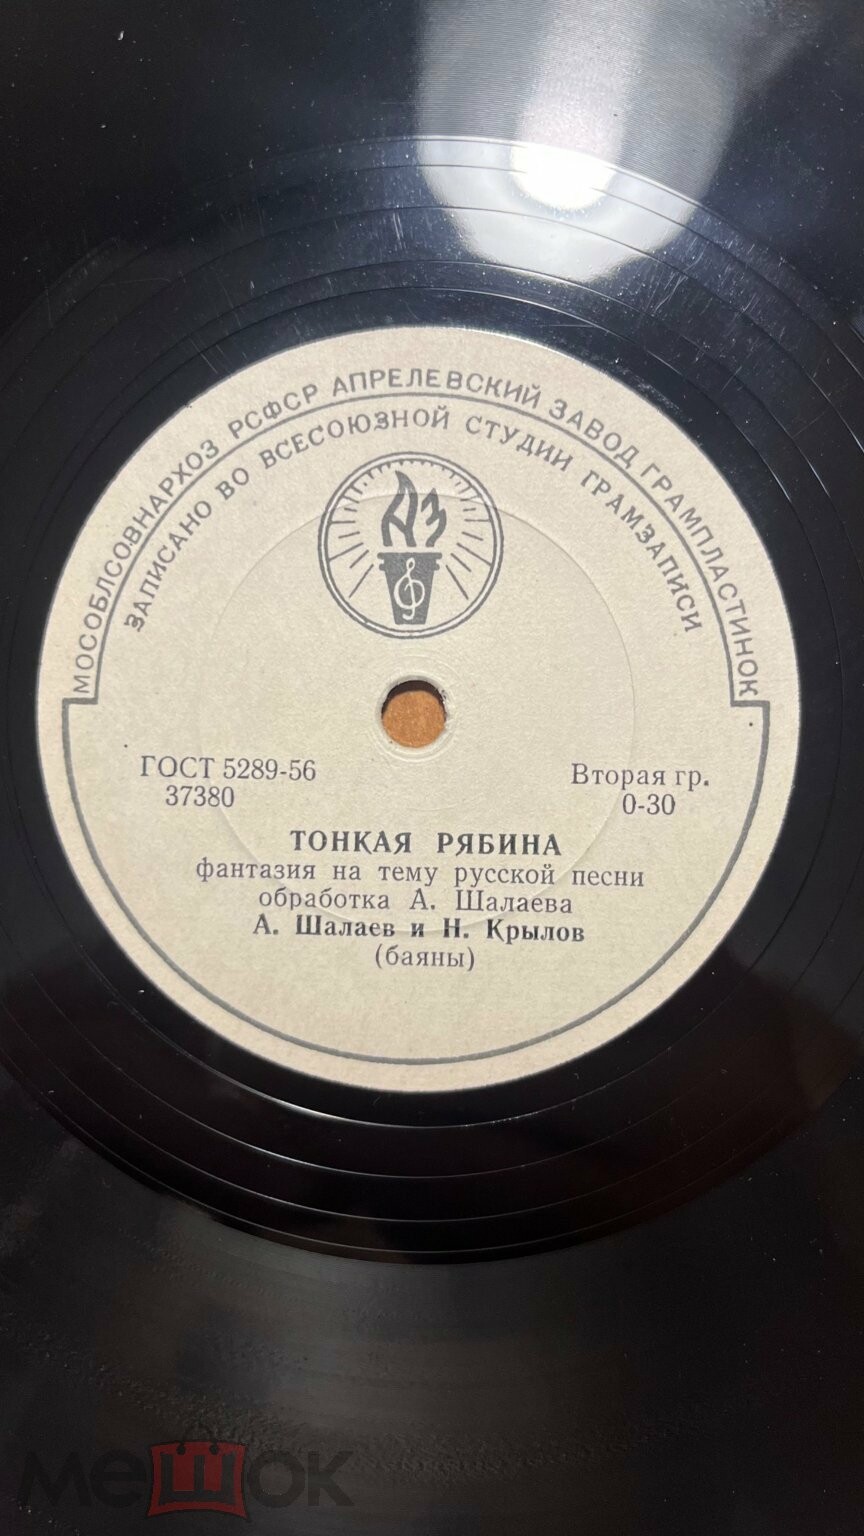 МОСОБЛСОВНАРХОЗ РСФСР АПРЕЛЕВСКИЙ ЗАВОД ГРАМПЛАСТИНОК
ЗАПИСАНО ВО ВСЕСОЮЗНОЙ СТУДИИ ГРАМЗАПИСИ
АЗ
ГОСТ 5289-56
37380
Вторая гр.
0-30
ТОНКАЯ РЯБИНА
фантазия на тему русской песни
обработка А. Шалаева
А. Шалаев и Н. Крылов
(баяны)
мешок